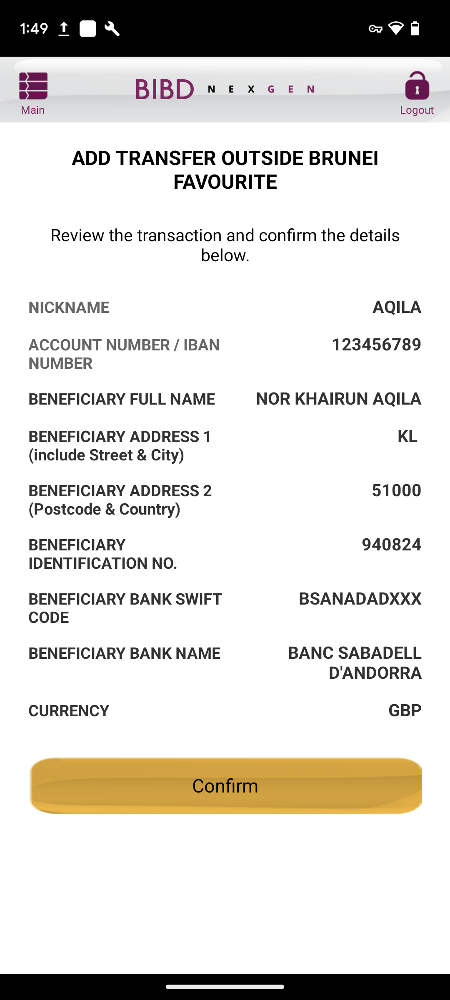 1:49
BIBD NEXGEN
Main
Logout
ADD TRANSFER OUTSIDE BRUNEI
FAVOURITE
Review the transaction and confirm the details
below.
NICKNAME AQILA
ACCOUNT NUMBER / IBAN 123456789
NUMBER
BENEFICIARY FULL NAME NOR KHAIRUN AQILA
BENEFICIARY ADDRESS 1 KL
(include Street & City)
BENEFICIARY ADDRESS 2 51000
(Postcode & Country)
BENEFICIARY 940824
IDENTIFICATION NO.
BENEFICIARY BANK SWIFT BSANADADXXX
CODE
BENEFICIARY BANK NAME BANC SABADELL
D'ANDORRA
CURRENCY GBP
Confirm